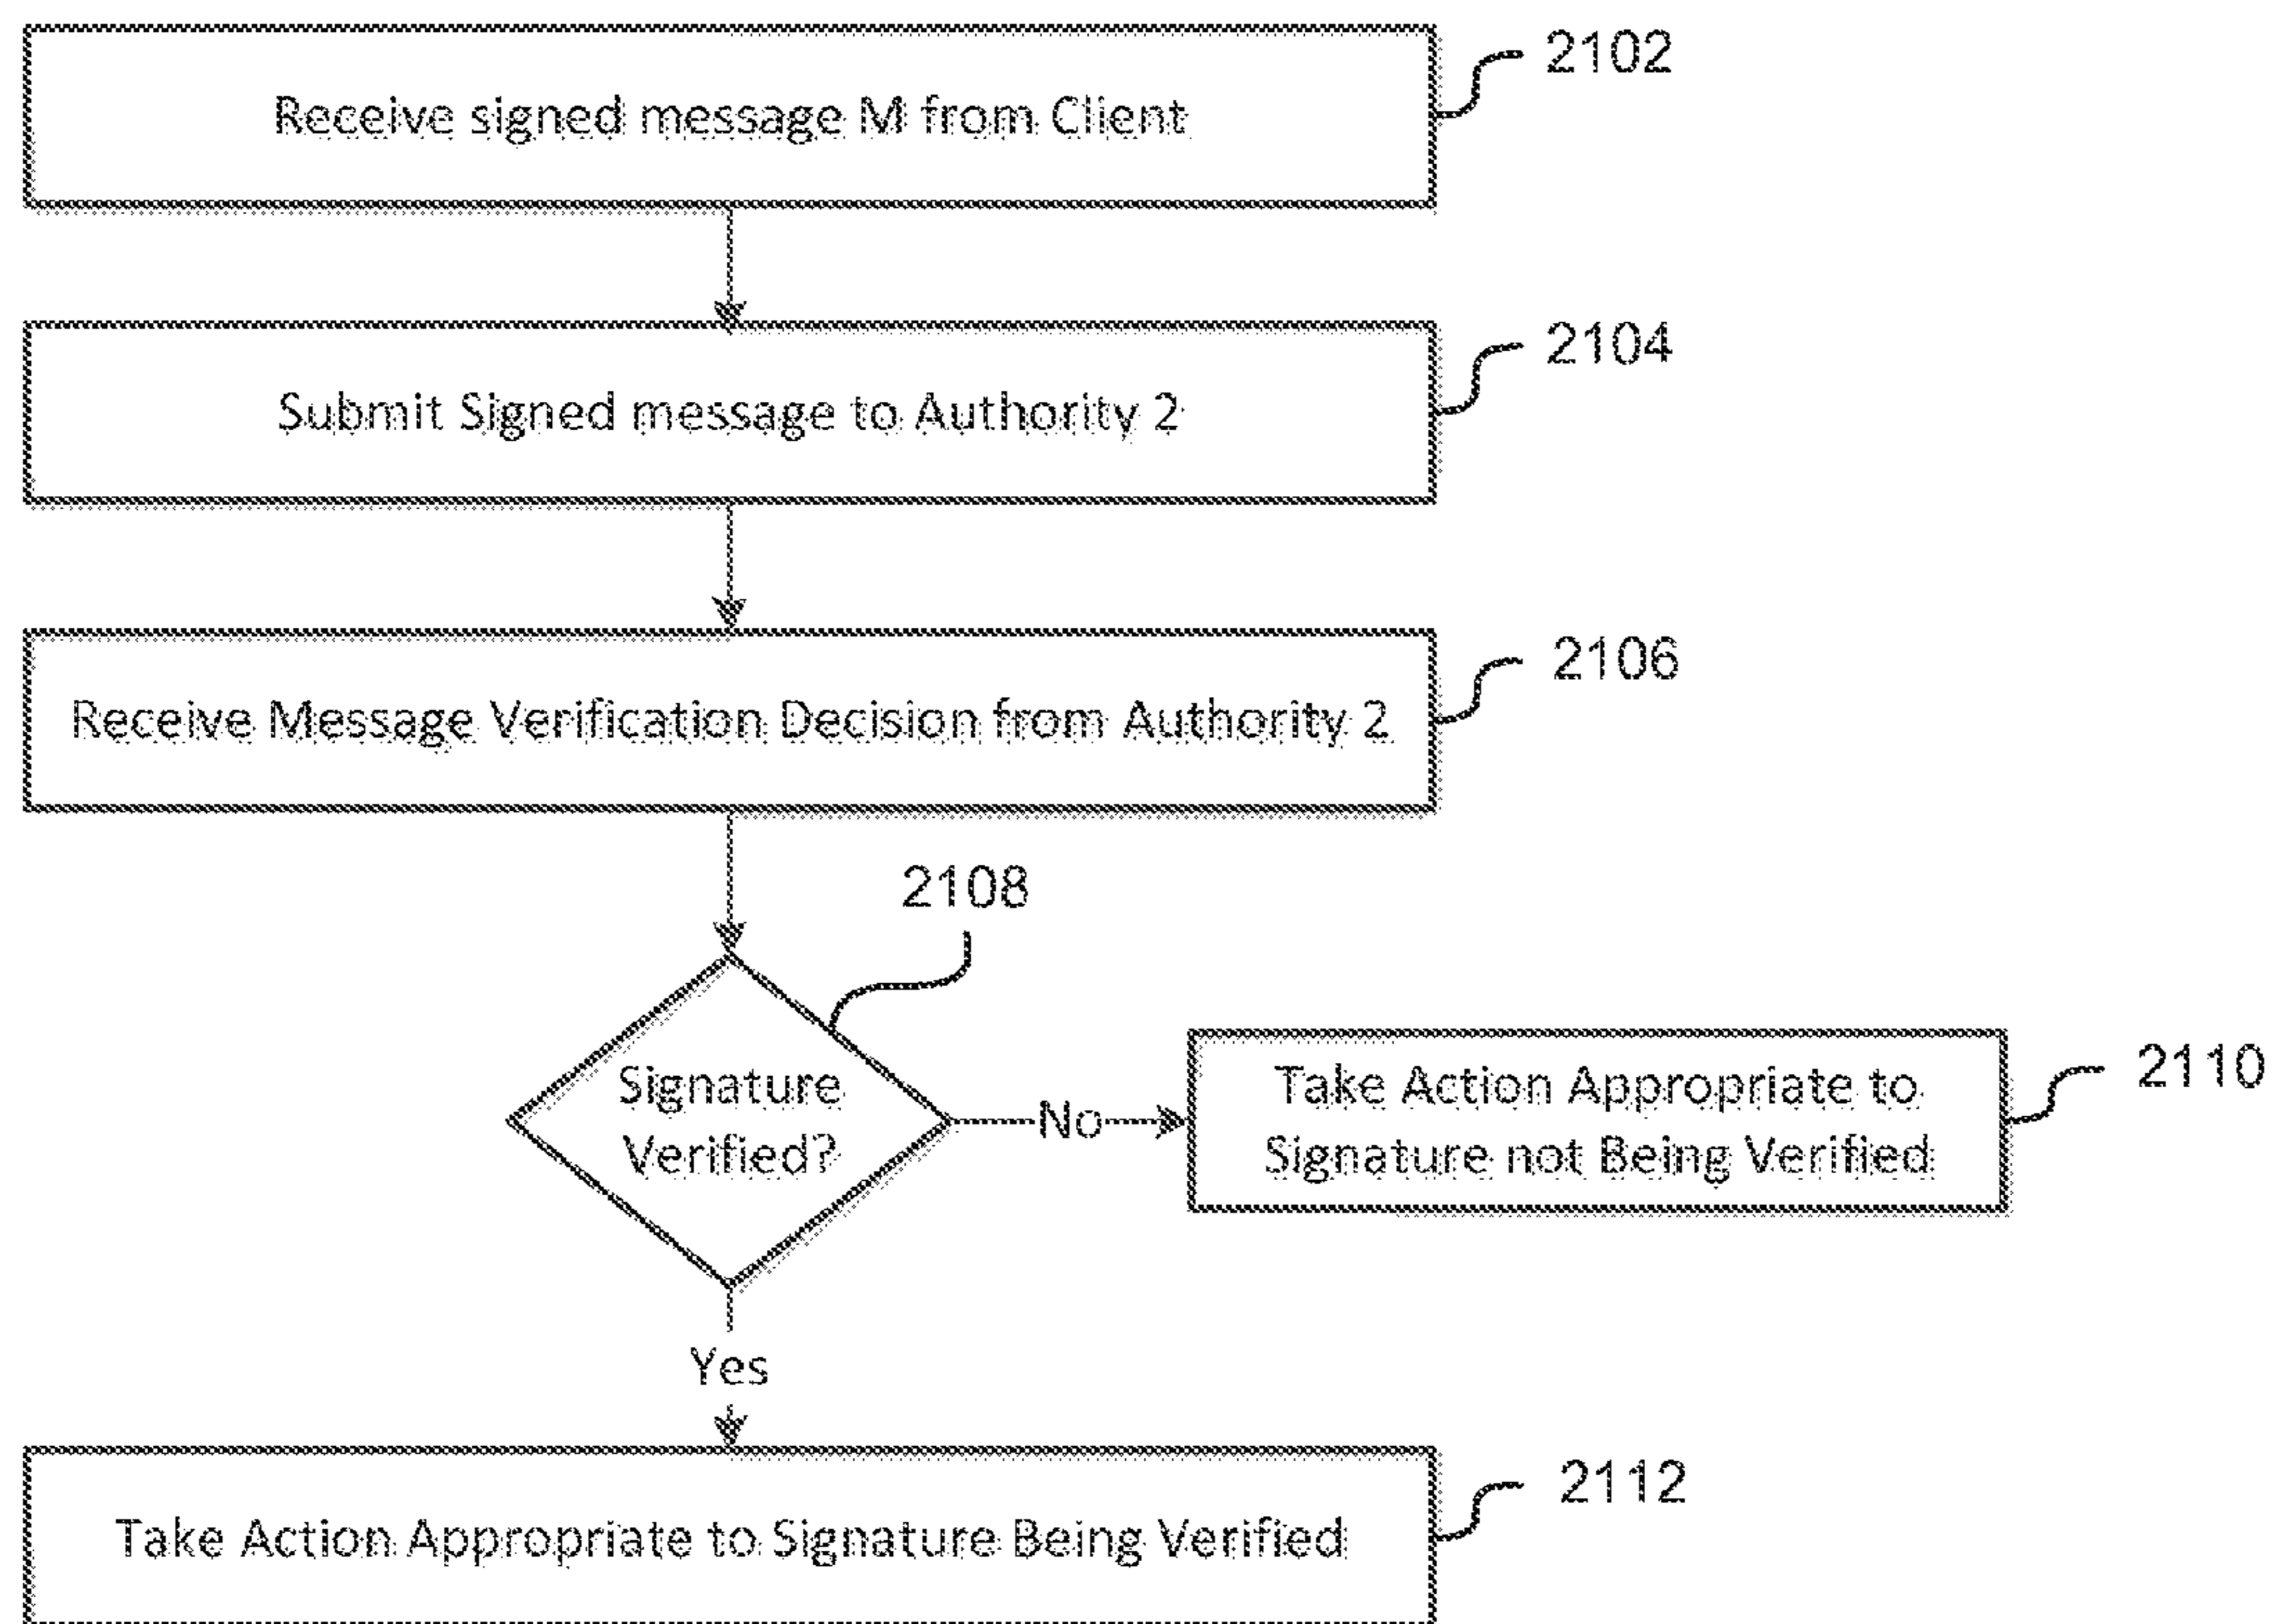 Receive signed message M from Client
2102
Submit Signed message to Authority 2
2104
Receive Message Verification Decision from Authority 2
2106
2108
Signature
Verified?
No
Take Action Appropriate to
Signature not Being Verified
2110
Yes
Take Action Appropriate to Signature Being Verified
2112